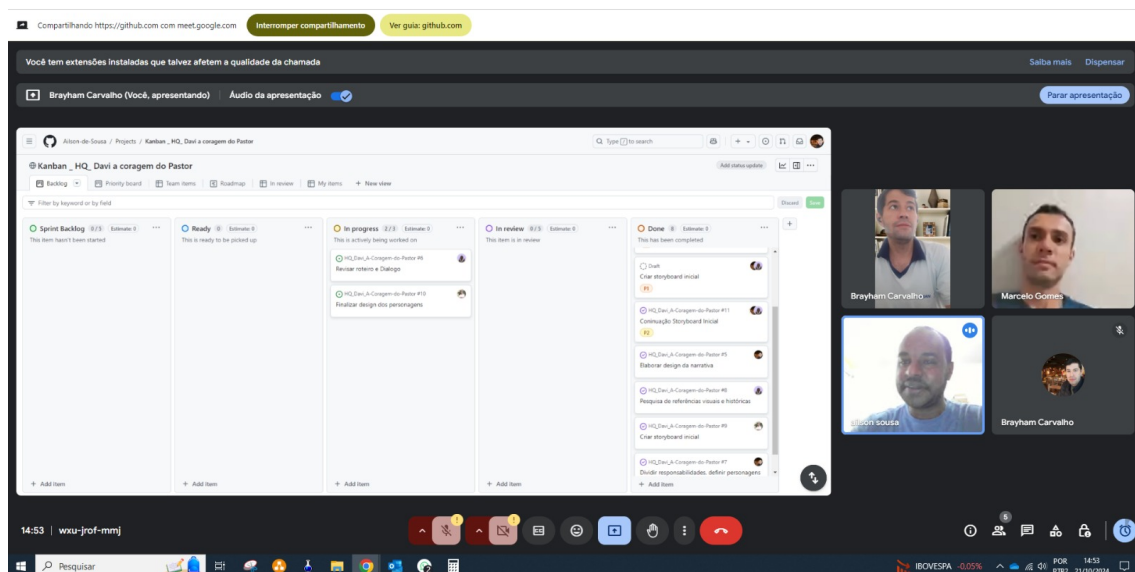 Compartilhando https://github.com com meet.google.com
Interromper compartilhamento
Ver guia: github.com
Você tem extensões instaladas que talvez afetem a qualidade da chamada
Saiba mais
Dispensar
Brayham Carvalho (Você, apresentando)
Áudio da apresentação
Parar apresentação
Ailson-de-Sousa / Projects / Kanban _ HQ_ Davi a coragem do Pastor
Type / to search
Kanban _ HQ_ Davi a coragem do Pastor
Add status update
Backlog
Priority board
Team items
Roadmap
In review
My items
+ New view
Filter by keyword or by field
Discard
Save
Sprint Backlog 0/5 Estimate: 0
This item hasn't been started
+ Add item
Ready 0 Estimate: 0
This is ready to be picked up
+ Add item
In progress 2/3 Estimate: 0
This is actively being worked on
HQ_Davi_A-Coragem-do-Pastor #6
Revisar roteiro e Dialogo
HQ_Davi_A-Coragem-do-Pastor #10
Finalizar design dos personagens
+ Add item
In review 0/5 Estimate: 0
This item is in review
+ Add item
Done 8 Estimate: 0
This has been completed
Draft
Criar storyboard inicial
P1
HQ_Davi_A-Coragem-do-Pastor #11
Coninuação Storyboard Inicial
P2
HQ_Davi_A-Coragem-do-Pastor #5
Elaborar design da narrativa
HQ_Davi_A-Coragem-do-Pastor #8
Pesquisa de referências visuais e históricas
HQ_Davi_A-Coragem-do-Pastor #9
Criar storyboard inicial
HQ_Davi_A-Coragem-do-Pastor #7
Dividir responsabilidades, definir personagens
+ Add item
Brayham Carvalho
Marcelo Gomes
ailson sousa
Brayham Carvalho
14:53 | wxu-jrof-mmj
5
Pesquisar
IBOVESPA -0.05%
POR
PTB2
14:53
21/10/2024